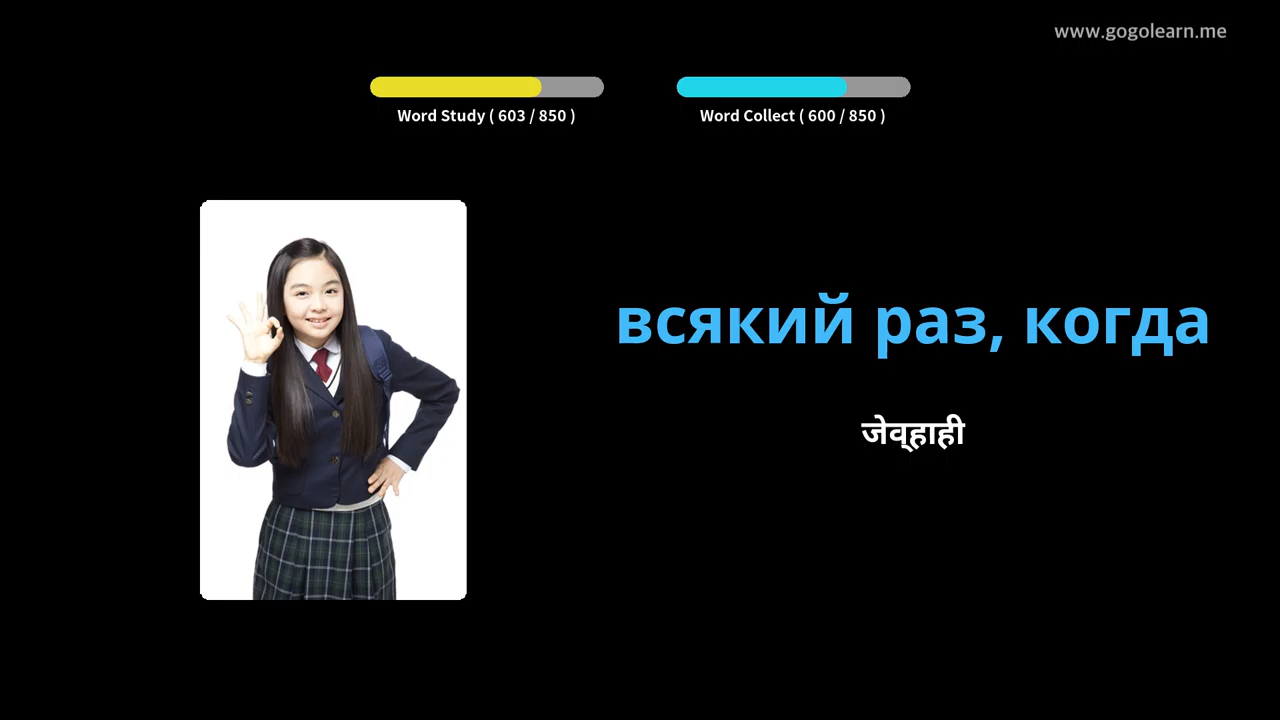 www.gogolearn.me
Word Study ( 603 / 850 )
Word Collect ( 600 / 850 )
всякий раз, когда
जेव्हाही